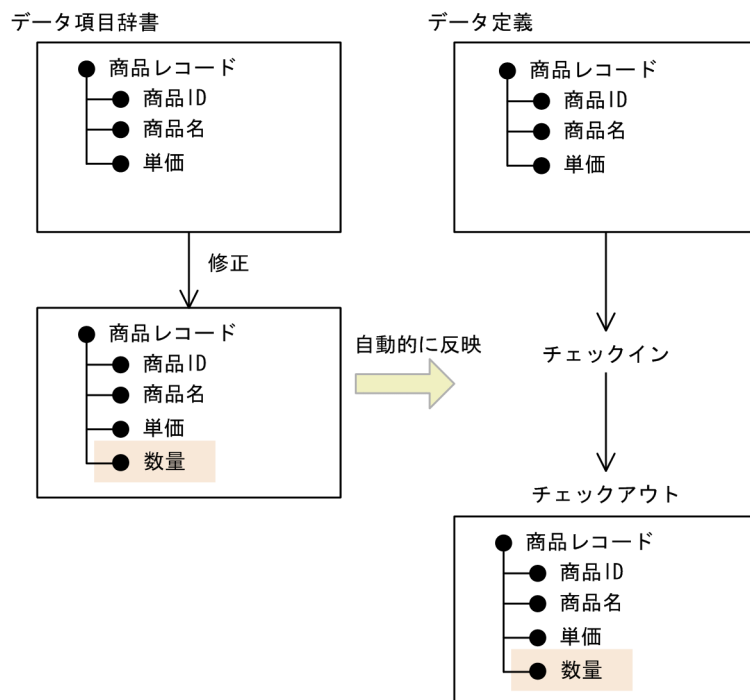 データ項目辞書
商品レコード
商品ID
商品名
単価
修正
商品レコード
商品ID
商品名
単価
数量
自動的に反映
データ定義
商品レコード
商品ID
商品名
単価
チェックイン
チェックアウト
商品レコード
商品ID
商品名
単価
数量